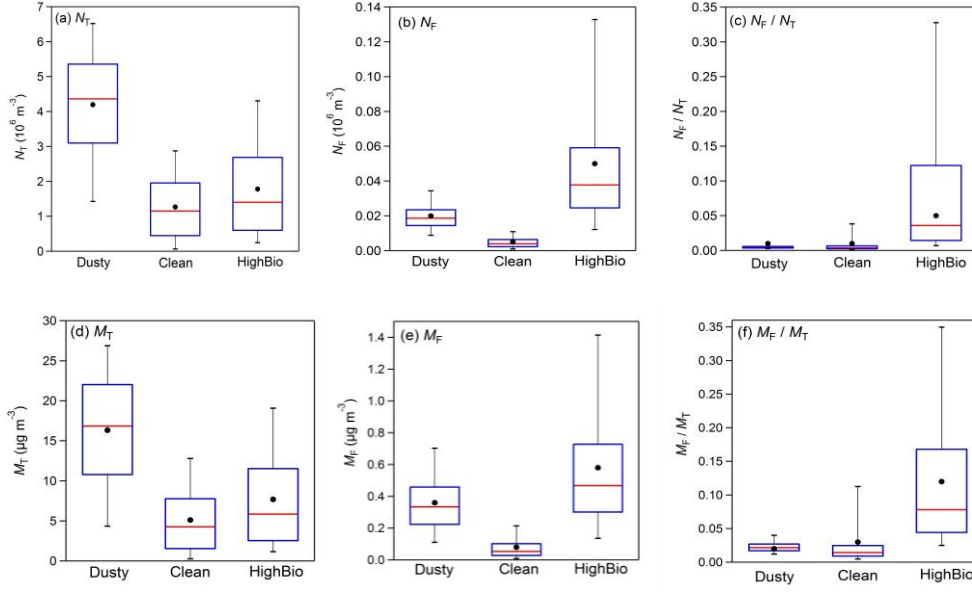 (a) N_T
N_T (10^6 m^-3)
7
6
5
4
3
2
1
0
Dusty Clean HighBio
(b) N_F
N_F (10^6 m^-3)
0.14
0.12
0.10
0.08
0.06
0.04
0.02
0.00
Dusty Clean HighBio
(c) N_F / N_T
N_F / N_T
0.35
0.30
0.25
0.20
0.15
0.10
0.05
0.00
Dusty Clean HighBio
(d) M_T
M_T (μg m^-3)
30
25
20
15
10
5
0
Dusty Clean HighBio
(e) M_F
M_F (μg m^-3)
1.4
1.2
1.0
0.8
0.6
0.4
0.2
0.0
Dusty Clean HighBio
(f) M_F / M_T
M_F / M_T
0.35
0.30
0.25
0.20
0.15
0.10
0.05
0.00
Dusty Clean HighBio